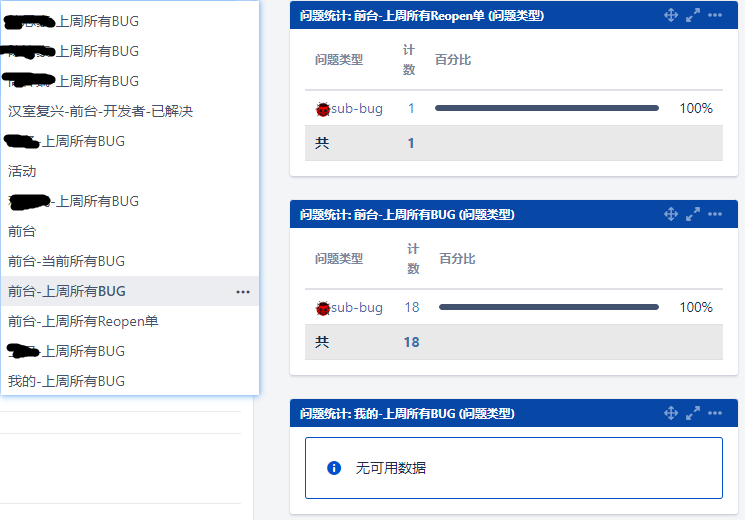 -上周所有BUG
-上周所有BUG
-上周所有BUG
汉室复兴-前台-开发者-已解决
-上周所有BUG
活动
-上周所有BUG
前台
前台-当前所有BUG
前台-上周所有BUG
前台-上周所有Reopen单
-上周所有BUG
我的-上周所有BUG
问题统计: 前台-上周所有Reopen单 (问题类型)
问题类型 计数 百分比
sub-bug 1 100%
共 1
问题统计: 前台-上周所有BUG (问题类型)
问题类型 计数 百分比
sub-bug 18 100%
共 18
问题统计: 我的-上周所有BUG (问题类型)
无可用数据